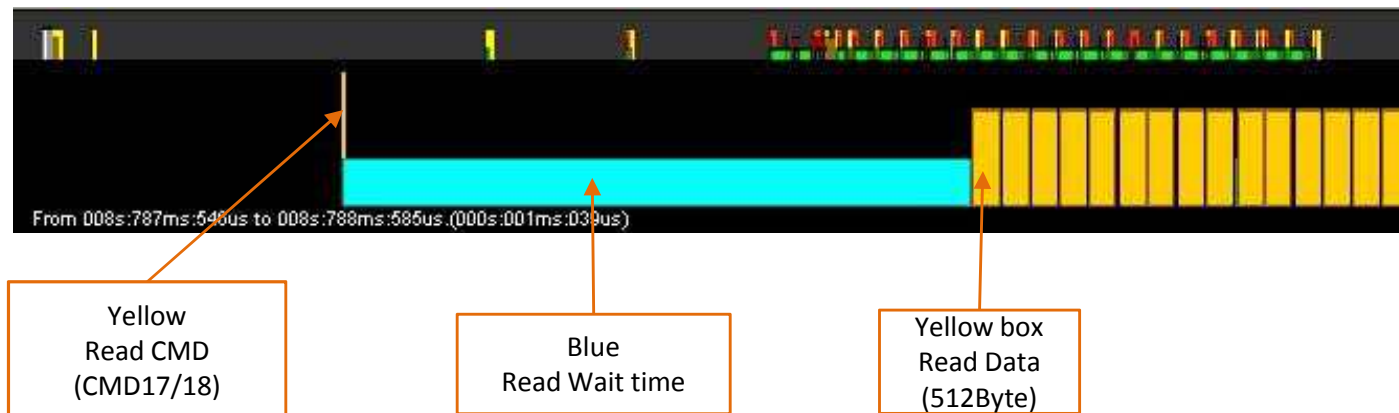 From 008s:787ms:546us to 008s:788ms:585us.(000s:001ms:039us)
Yellow
Read CMD
(CMD17/18)
Blue
Read Wait time
Yellow box
Read Data
(512Byte)